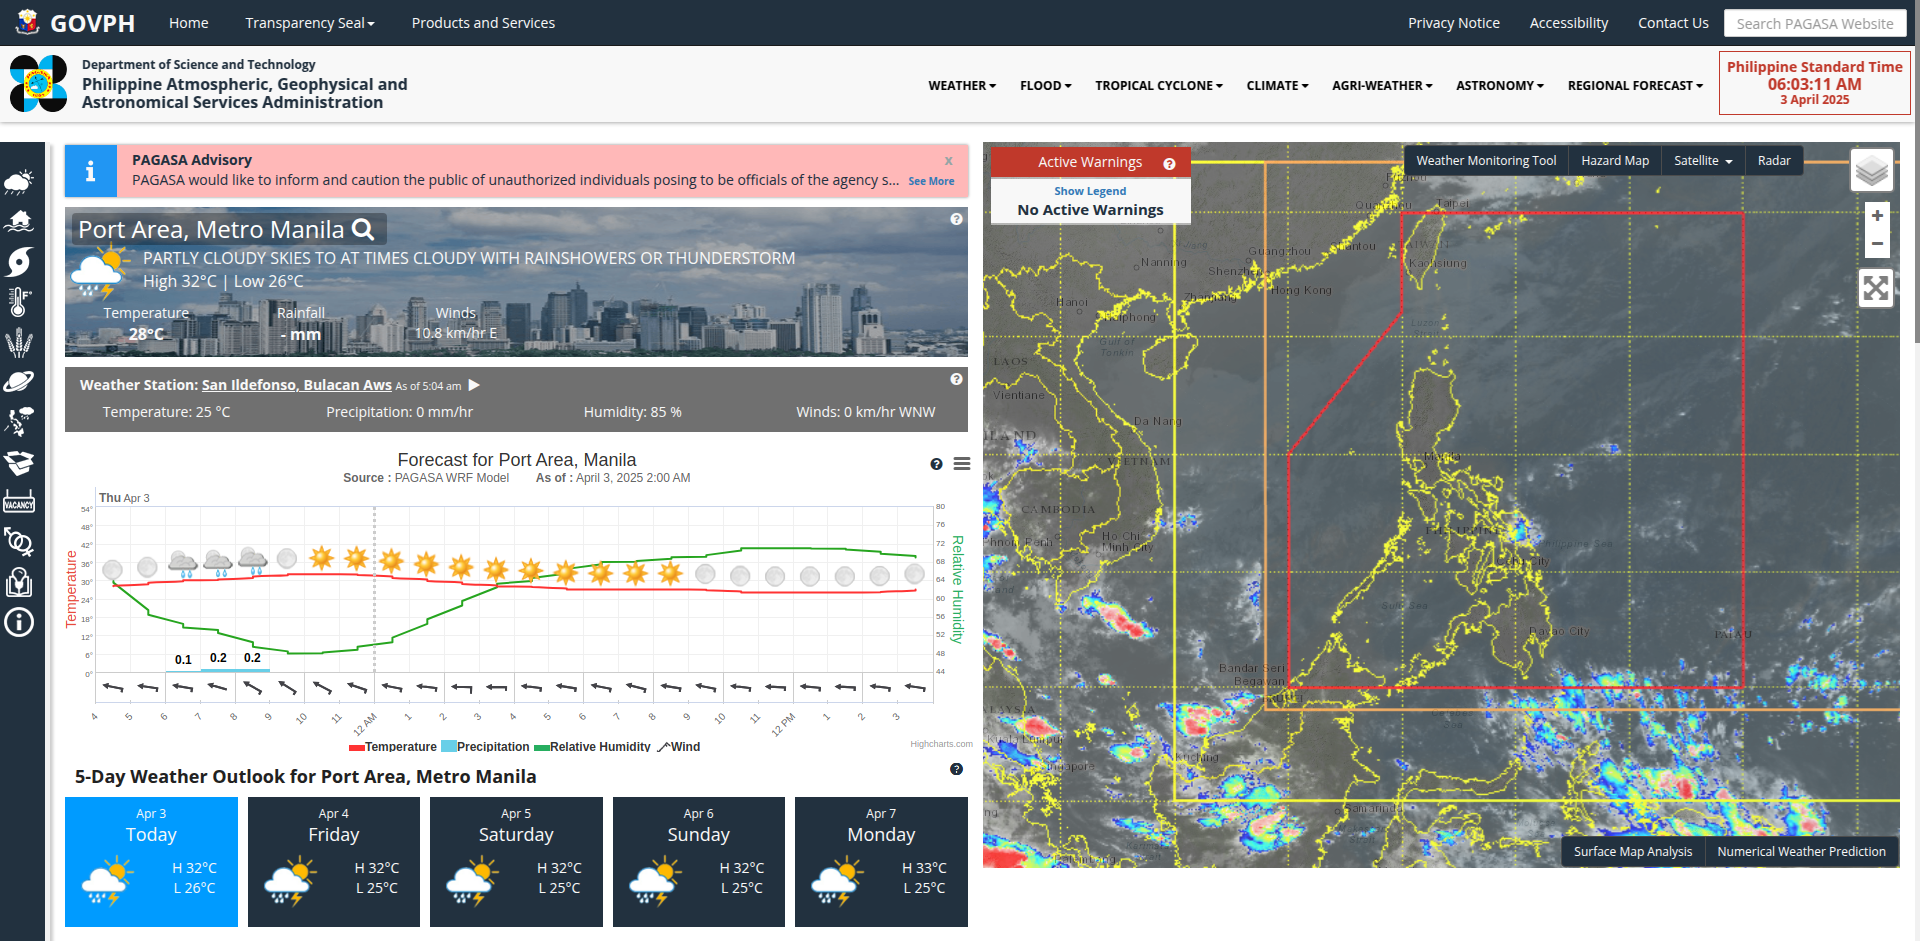 GOVPH
Home
Transparency Seal
Products and Services
Privacy Notice
Accessibility
Contact Us
Search PAGASA Website
Department of Science and Technology
Philippine Atmospheric, Geophysical and
Astronomical Services Administration
WEATHER
FLOOD
TROPICAL CYCLONE
CLIMATE
AGRI-WEATHER
ASTRONOMY
REGIONAL FORECAST
Philippine Standard Time
06:03:11 AM
3 April 2025
VACANCY
PAGASA Advisory
x
PAGASA would like to inform and caution the public of unauthorized individuals posing to be officials of the agency s...
See More
Port Area, Metro Manila
PARTLY CLOUDY SKIES TO AT TIMES CLOUDY WITH RAINSHOWERS OR THUNDERSTORM
High 32°C | Low 26°C
Temperature
Rainfall
Winds
28°C
- mm
10.8 km/hr E
Weather Station: San Ildefonso, Bulacan Aws As of 5:04 am
Temperature: 25 °C
Precipitation: 0 mm/hr
Humidity: 85 %
Winds: 0 km/hr WNW
Forecast for Port Area, Manila
Source : PAGASA WRF Model As of : April 3, 2025 2:00 AM
Thu Apr 3
Temperature
54°
48°
42°
36°
30°
24°
18°
12°
6°
0°
80
76
72
68
64
60
56
52
48
44
Relative Humidity
0.1
0.2
0.2
4
5
6
7
8
9
10
11
12 AM
1
2
3
4
5
6
7
8
9
10
11
12 PM
1
2
3
Temperature
Precipitation
Relative Humidity
Wind
Highcharts.com
5-Day Weather Outlook for Port Area, Metro Manila
Apr 3
Today
H 32°C
L 26°C
Apr 4
Friday
H 32°C
L 25°C
Apr 5
Saturday
H 32°C
L 25°C
Apr 6
Sunday
H 32°C
L 25°C
Apr 7
Monday
H 33°C
L 25°C
Active Warnings
Show Legend
No Active Warnings
Weather Monitoring Tool
Hazard Map
Satellite
Radar
+
−
Taipei
Guangzhou
Kaohsiung
Nanning
Shenzhen
Hong Kong
Hanoi
Gulf of
Tonkin
LAOS
Vientiane
Da Nang
VIETNAM
CAMBODIA
Ho Chi
Minh City
Davao City
PALAU
Bandar Seri
Begawan
Kuching
Surface Map Analysis
Numerical Weather Prediction